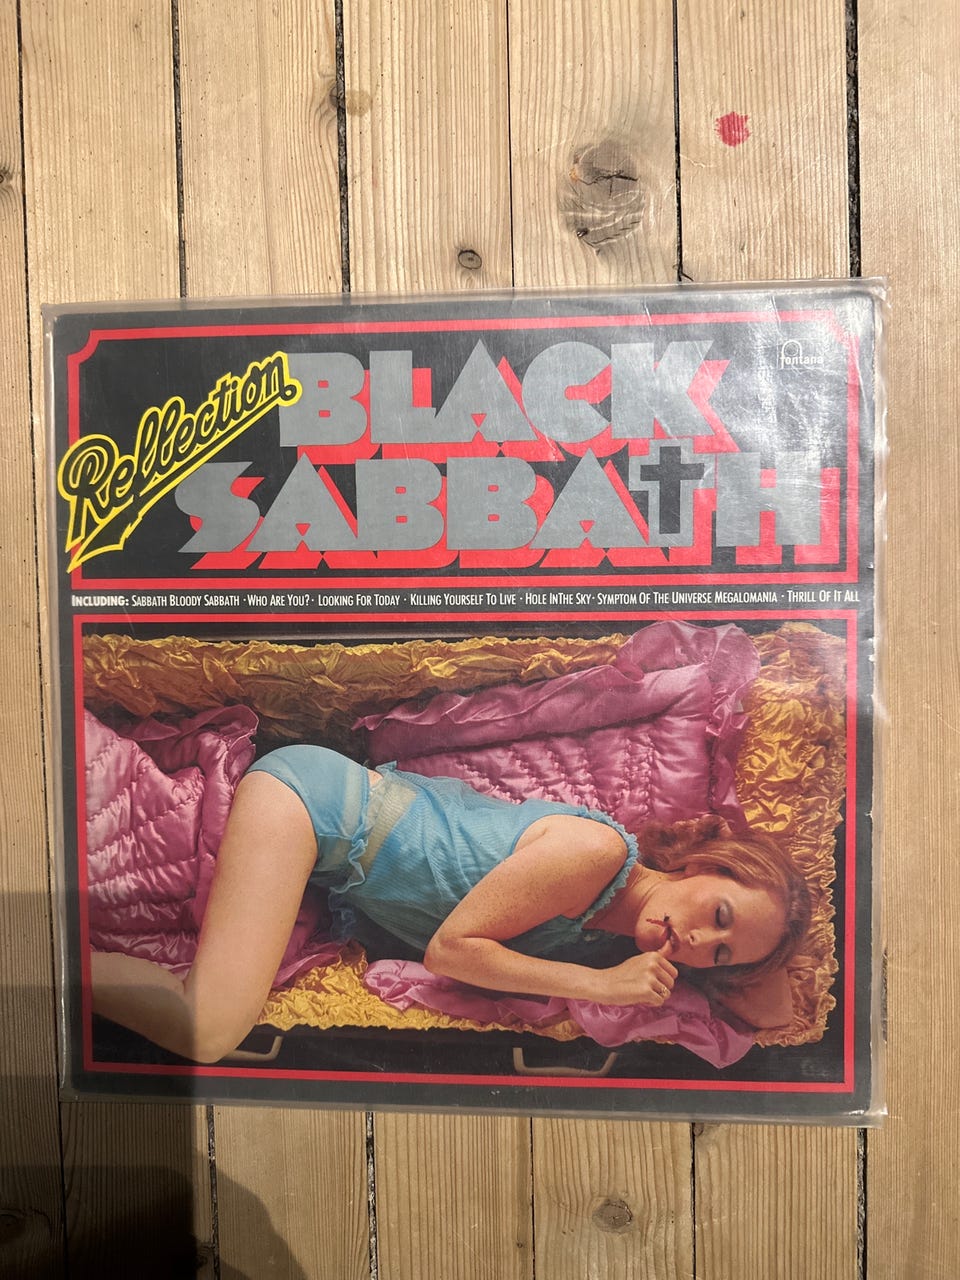 Reflection
BLACK
SABBATH
fontana
INCLUDING: SABBATH BLOODY SABBATH · WHO ARE YOU? · LOOKING FOR TODAY · KILLING YOURSELF TO LIVE · HOLE IN THE SKY · SYMPTOM OF THE UNIVERSE MEGALOMANIA · THRILL OF IT ALL